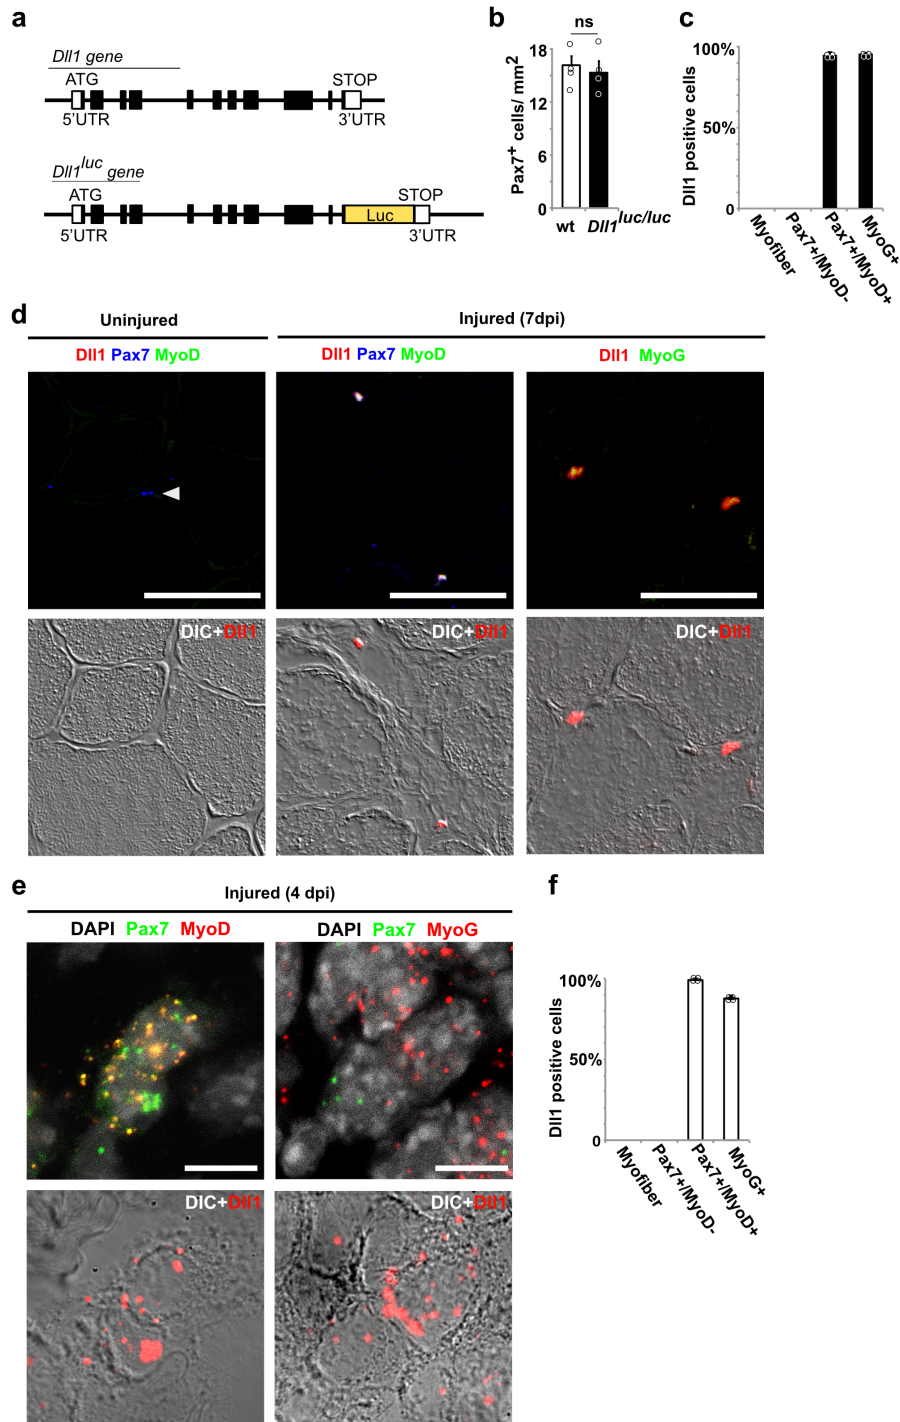 a
Dll1 gene
ATG
STOP
5'UTR
3'UTR
Dll1luc gene
ATG
STOP
Luc
5'UTR
3'UTR
b
ns
Pax7+ cells/ mm2
18
12
6
0
wt
Dll1luc/luc
c
Dll1 positive cells
100%
50%
0
Myofiber
Pax7+/MyoD-
Pax7+/MyoD+
MyoG+
d
Uninjured
Injured (7dpi)
Dll1 Pax7 MyoD
Dll1 Pax7 MyoD
Dll1 MyoG
DIC+Dll1
DIC+Dll1
DIC+Dll1
e
Injured (4 dpi)
DAPI Pax7 MyoD
DAPI Pax7 MyoG
DIC+Dll1
DIC+Dll1
f
Dll1 positive cells
100%
50%
0
Myofiber
Pax7+/MyoD-
Pax7+/MyoD+
MyoG+